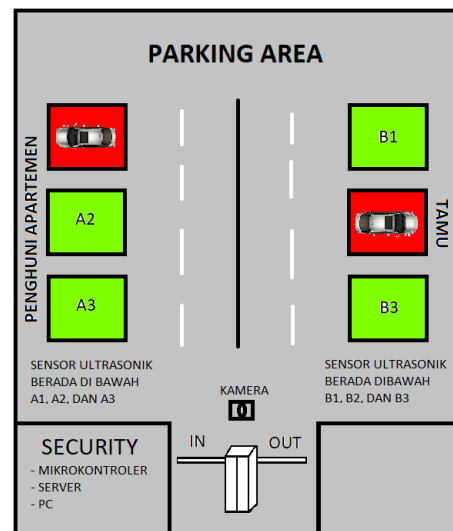 PARKING AREA
PENGHUNI APARTEMEN
A2
A3
B1
B3
TAMU
SENSOR ULTRASONIK
BERADA DI BAWAH
A1, A2, DAN A3
SENSOR ULTRASONIK
BERADA DIBAWAH
B1, B2, DAN B3
KAMERA
IN
OUT
SECURITY
- MIKROKONTROLER
- SERVER
- PC